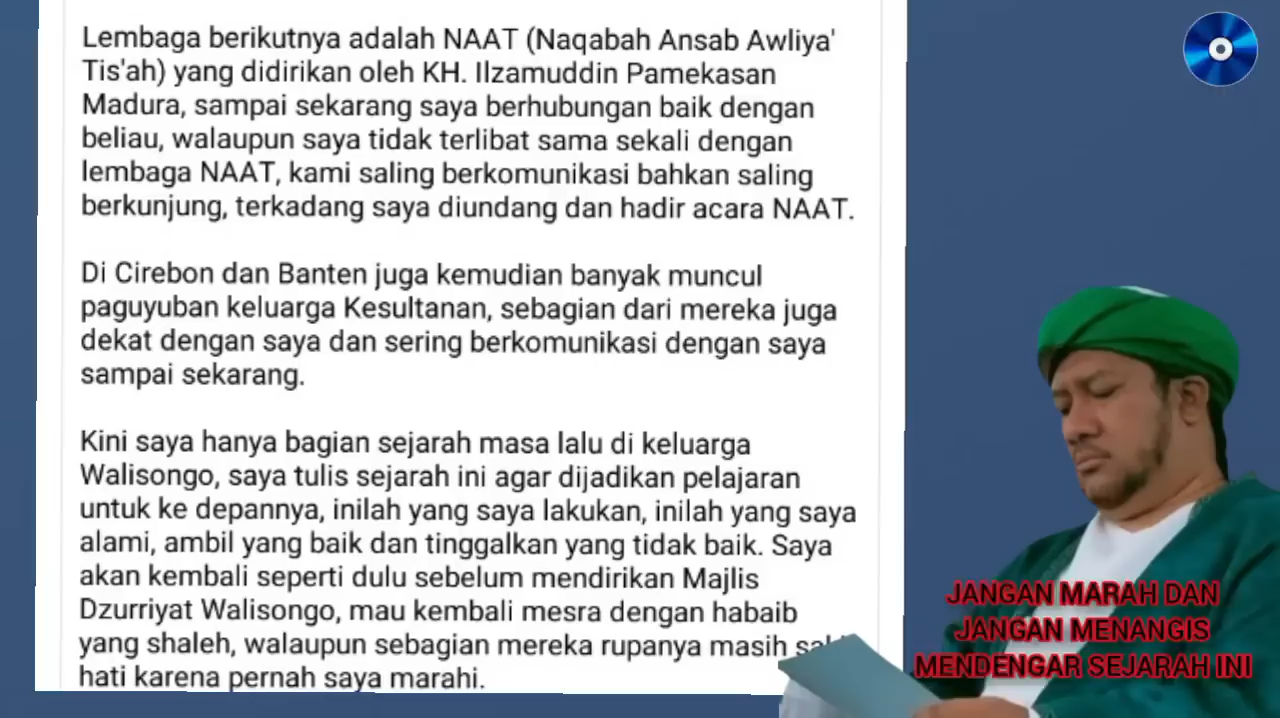 Lembaga berikutnya adalah NAAT (Naqabah Ansab Awliya'
Tis'ah) yang didirikan oleh KH. Ilzamuddin Pamekasan
Madura, sampai sekarang saya berhubungan baik dengan
beliau, walaupun saya tidak terlibat sama sekali dengan
lembaga NAAT, kami saling berkomunikasi bahkan saling
berkunjung, terkadang saya diundang dan hadir acara NAAT.
Di Cirebon dan Banten juga kemudian banyak muncul
paguyuban keluarga Kesultanan, sebagian dari mereka juga
dekat dengan saya dan sering berkomunikasi dengan saya
sampai sekarang.
Kini saya hanya bagian sejarah masa lalu di keluarga
Walisongo, saya tulis sejarah ini agar dijadikan pelajaran
untuk ke depannya, inilah yang saya lakukan, inilah yang saya
alami, ambil yang baik dan tinggalkan yang tidak baik. Saya
akan kembali seperti dulu sebelum mendirikan Majlis
Dzurriyat Walisongo, mau kembali mesra dengan habaib
yang shaleh, walaupun sebagian mereka rupanya masih
hati karena pernah saya marahi.
JANGAN MARAH DAN
JANGAN MENANGIS
MENDENGAR SEJARAH INI